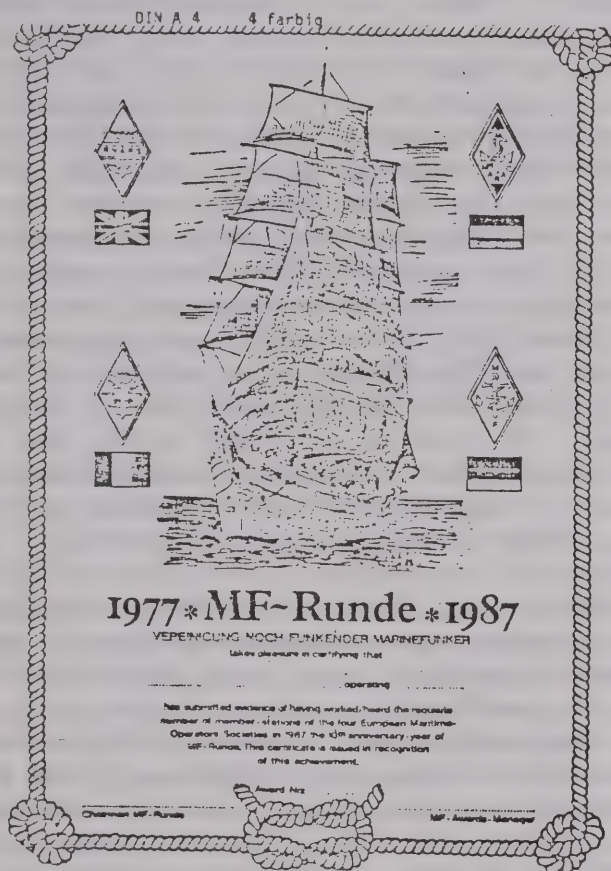 DIN A 4 4 farbig
1977 * MF-Runde * 1987
VEREINIGUNG NOCH FUNKENDER MARINEFUNKER
takes pleasure in certifying that
operating
has submitted evidence of having worked/heard the requisite
number of member-stations of the four European Maritime-
Operators Societies in 1987 the 10th anniversary-year of
MF-Runde. This certificate is issued in recognition
of this achievement.
Award No:
Chairman MF-Runde MF-Awards-Manager